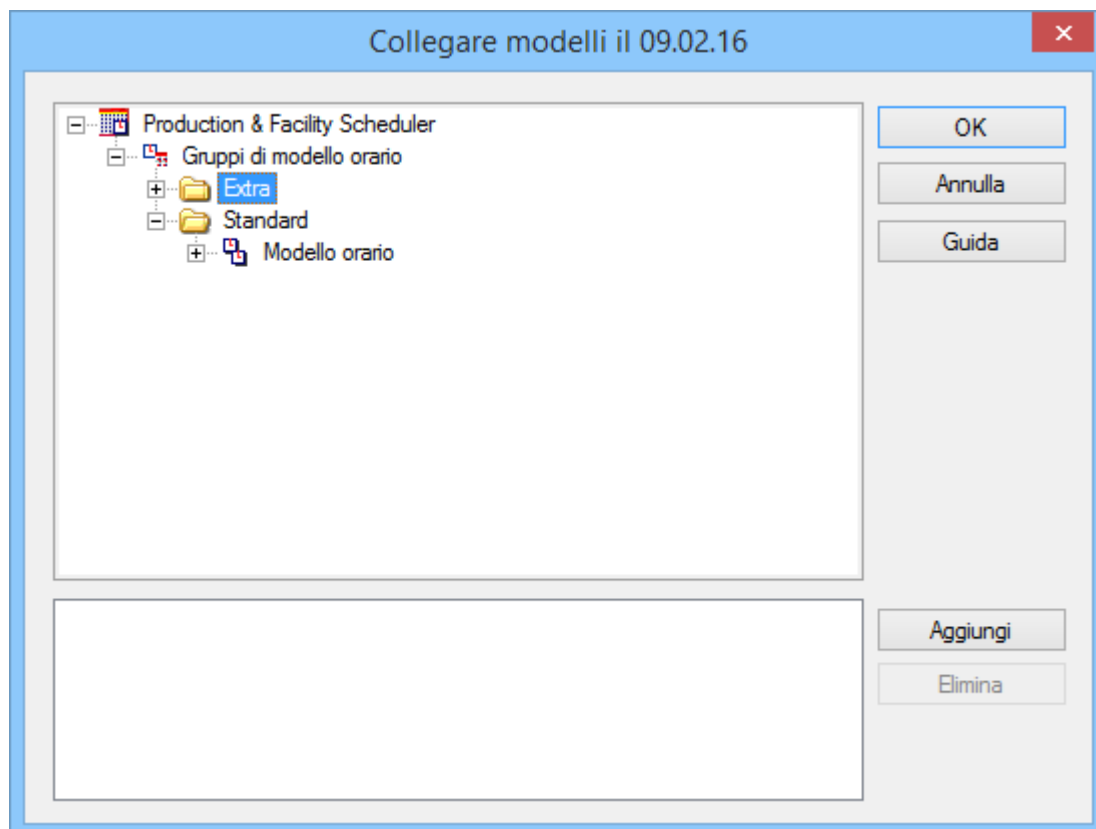 Collegare modelli il 09.02.16
Production & Facility Scheduler
Gruppi di modello orario
Extra
Standard
Modello orario
OK
Annulla
Guida
Aggiungi
Elimina